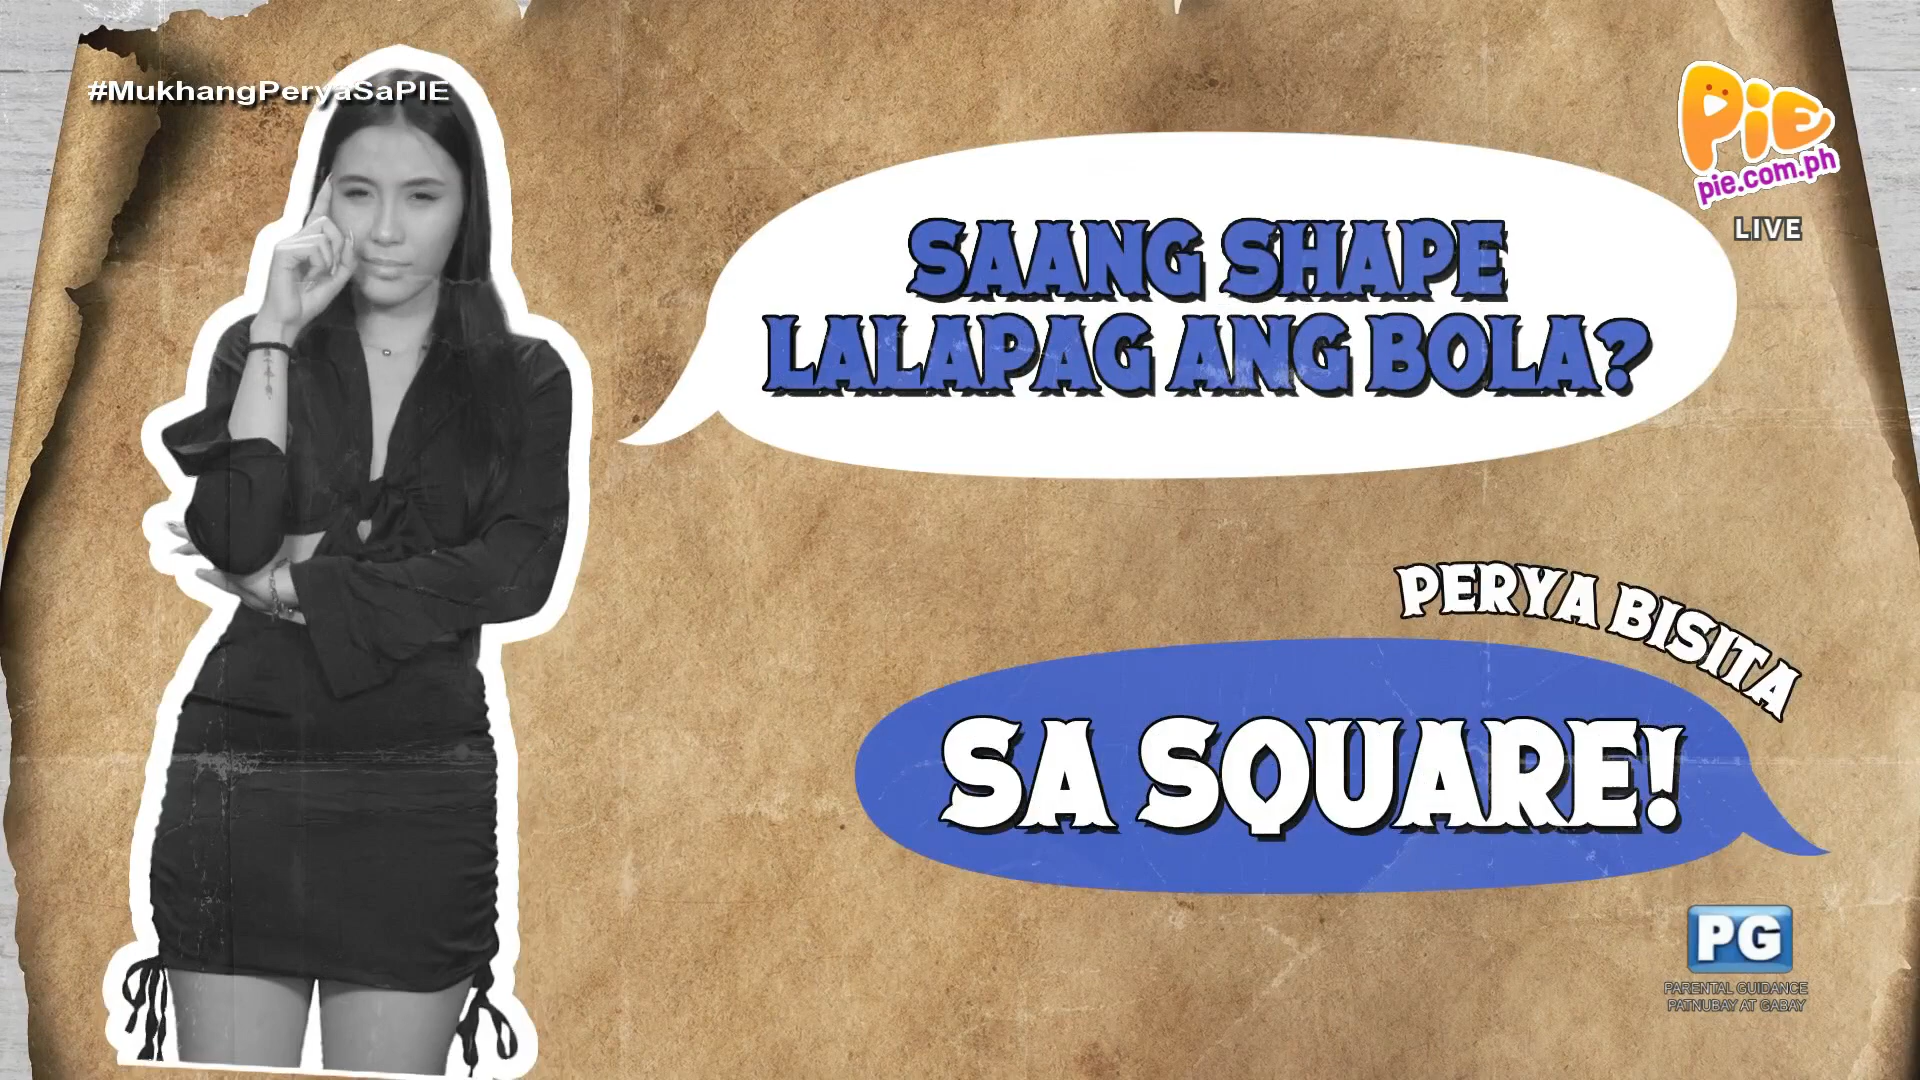 #MukhangPeryaSaPIE
PiE
pie.com.ph
LIVE
SAANG SHAPE
LALAPAG ANG BOLA?
PERYA BISITA
SA SQUARE!
PG
PARENTAL GUIDANCE
PATNUBAY AT GABAY